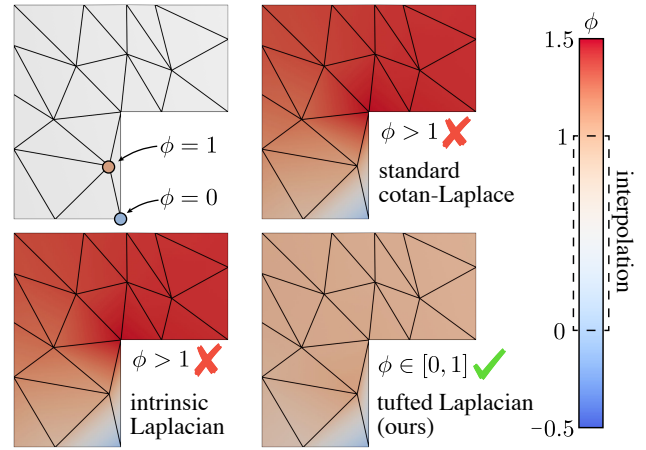 ϕ = 1
ϕ = 0
ϕ > 1 ✘
standard
cotan-Laplace
ϕ > 1 ✘
intrinsic
Laplacian
ϕ ∈ [0, 1] ✓
tufted Laplacian
(ours)
ϕ
1.5
1
interpolation
0
-0.5